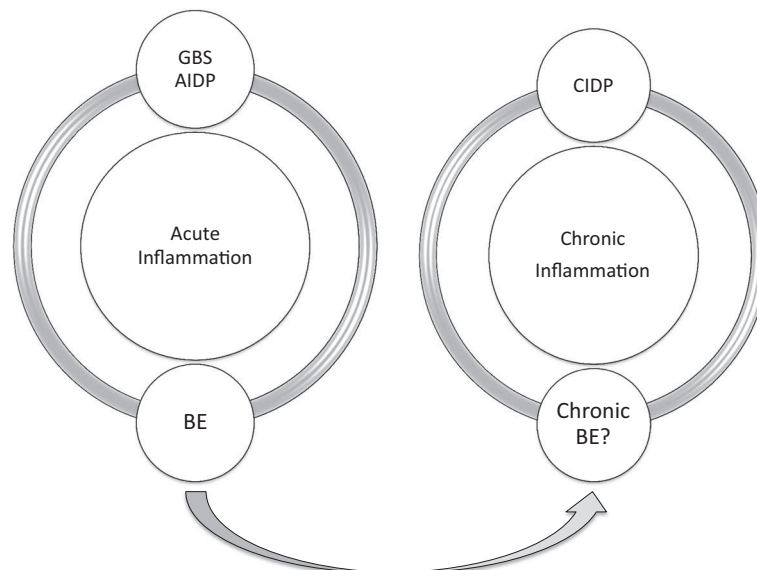 GBS
AIDP
Acute
Inflammation
BE
CIDP
Chronic
Inflammation
Chronic
BE?